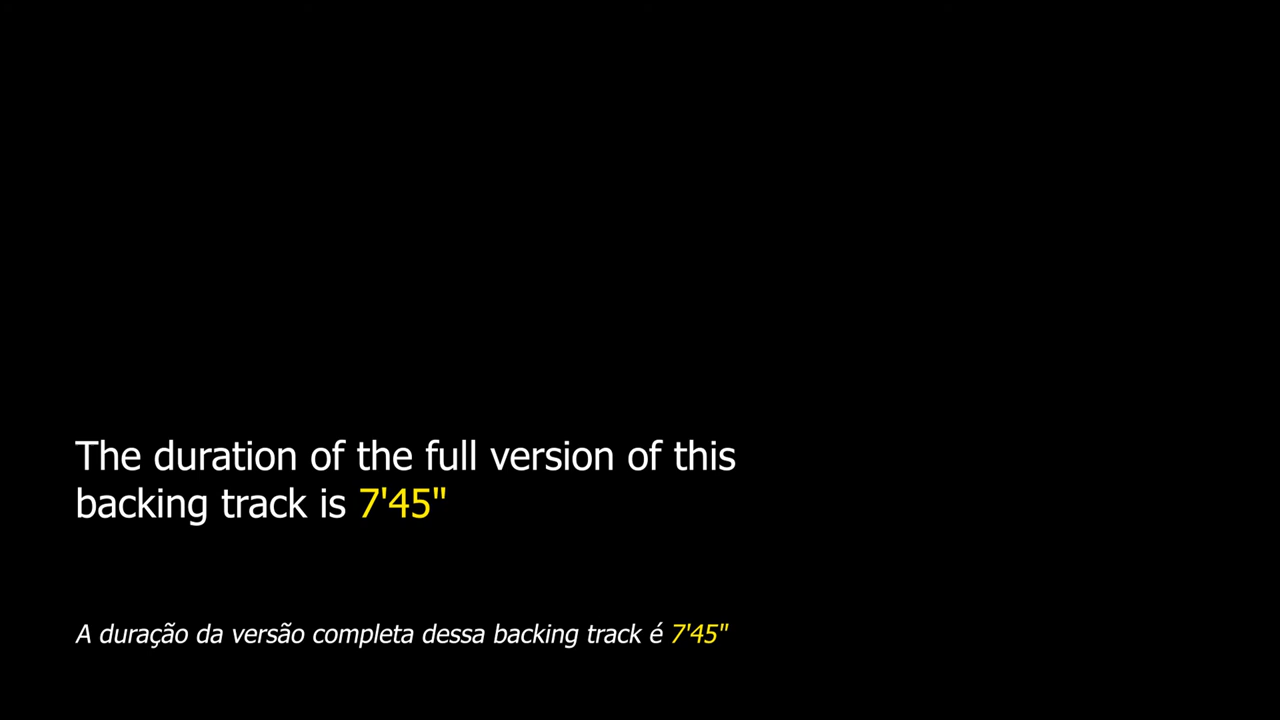 The duration of the full version of this
backing track is 7'45"
A duração da versão completa dessa backing track é 7'45"